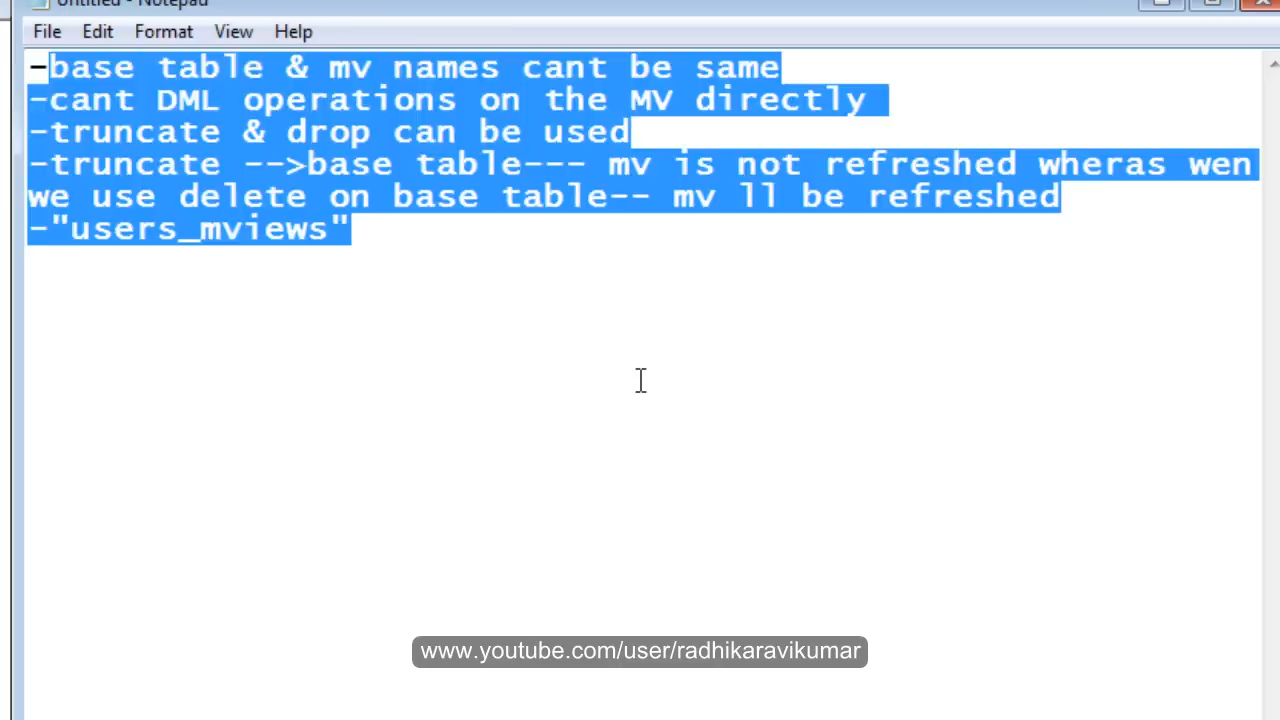 Untitled - Notepad
File Edit Format View Help
-base table & mv names cant be same
-cant DML operations on the MV directly
-truncate & drop can be used
-truncate -->base table--- mv is not refreshed wheras wen
we use delete on base table-- mv ll be refreshed
-"users_mviews"
www.youtube.com/user/radhikaravikumar